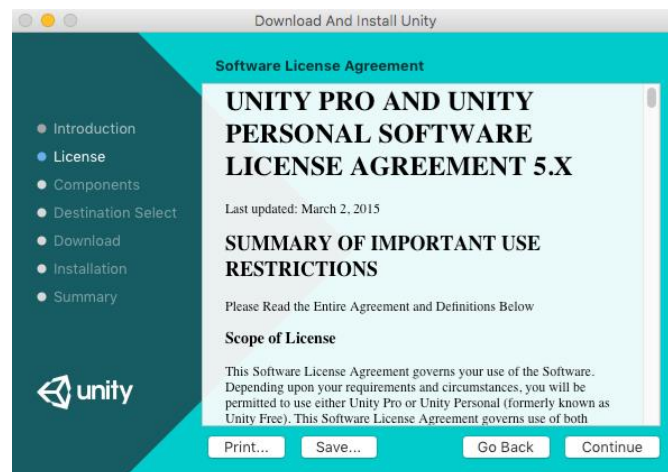 Download And Install Unity
Software License Agreement
Introduction
License
Components
Destination Select
Download
Installation
Summary
unity
UNITY PRO AND UNITY
PERSONAL SOFTWARE
LICENSE AGREEMENT 5.X
Last updated: March 2, 2015
SUMMARY OF IMPORTANT USE
RESTRICTIONS
Please Read the Entire Agreement and Definitions Below
Scope of License
This Software License Agreement governs your use of the Software.
Depending upon your requirements and circumstances, you will be
permitted to use either Unity Pro or Unity Personal (formerly known as
Unity Free). This Software License Agreement governs use of both
Print...
Save...
Go Back
Continue